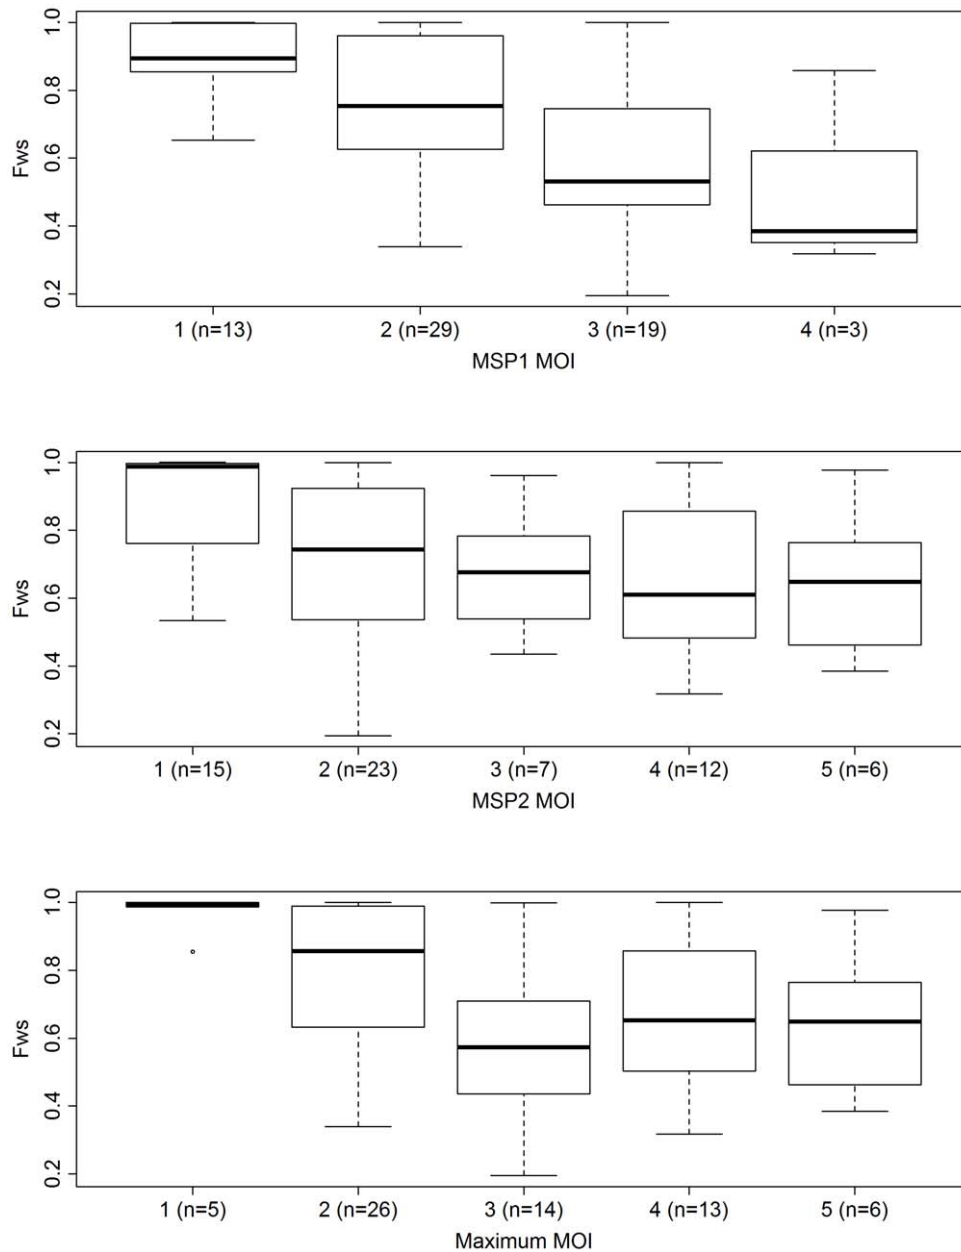 1.0
0.8
0.6
0.4
0.2
Fws
1 (n=13) 2 (n=29) 3 (n=19) 4 (n=3)
MSP1 MOI
1.0
0.8
0.6
0.4
0.2
Fws
1 (n=15) 2 (n=23) 3 (n=7) 4 (n=12) 5 (n=6)
MSP2 MOI
1.0
0.8
0.6
0.4
0.2
Fws
1 (n=5) 2 (n=26) 3 (n=14) 4 (n=13) 5 (n=6)
Maximum MOI